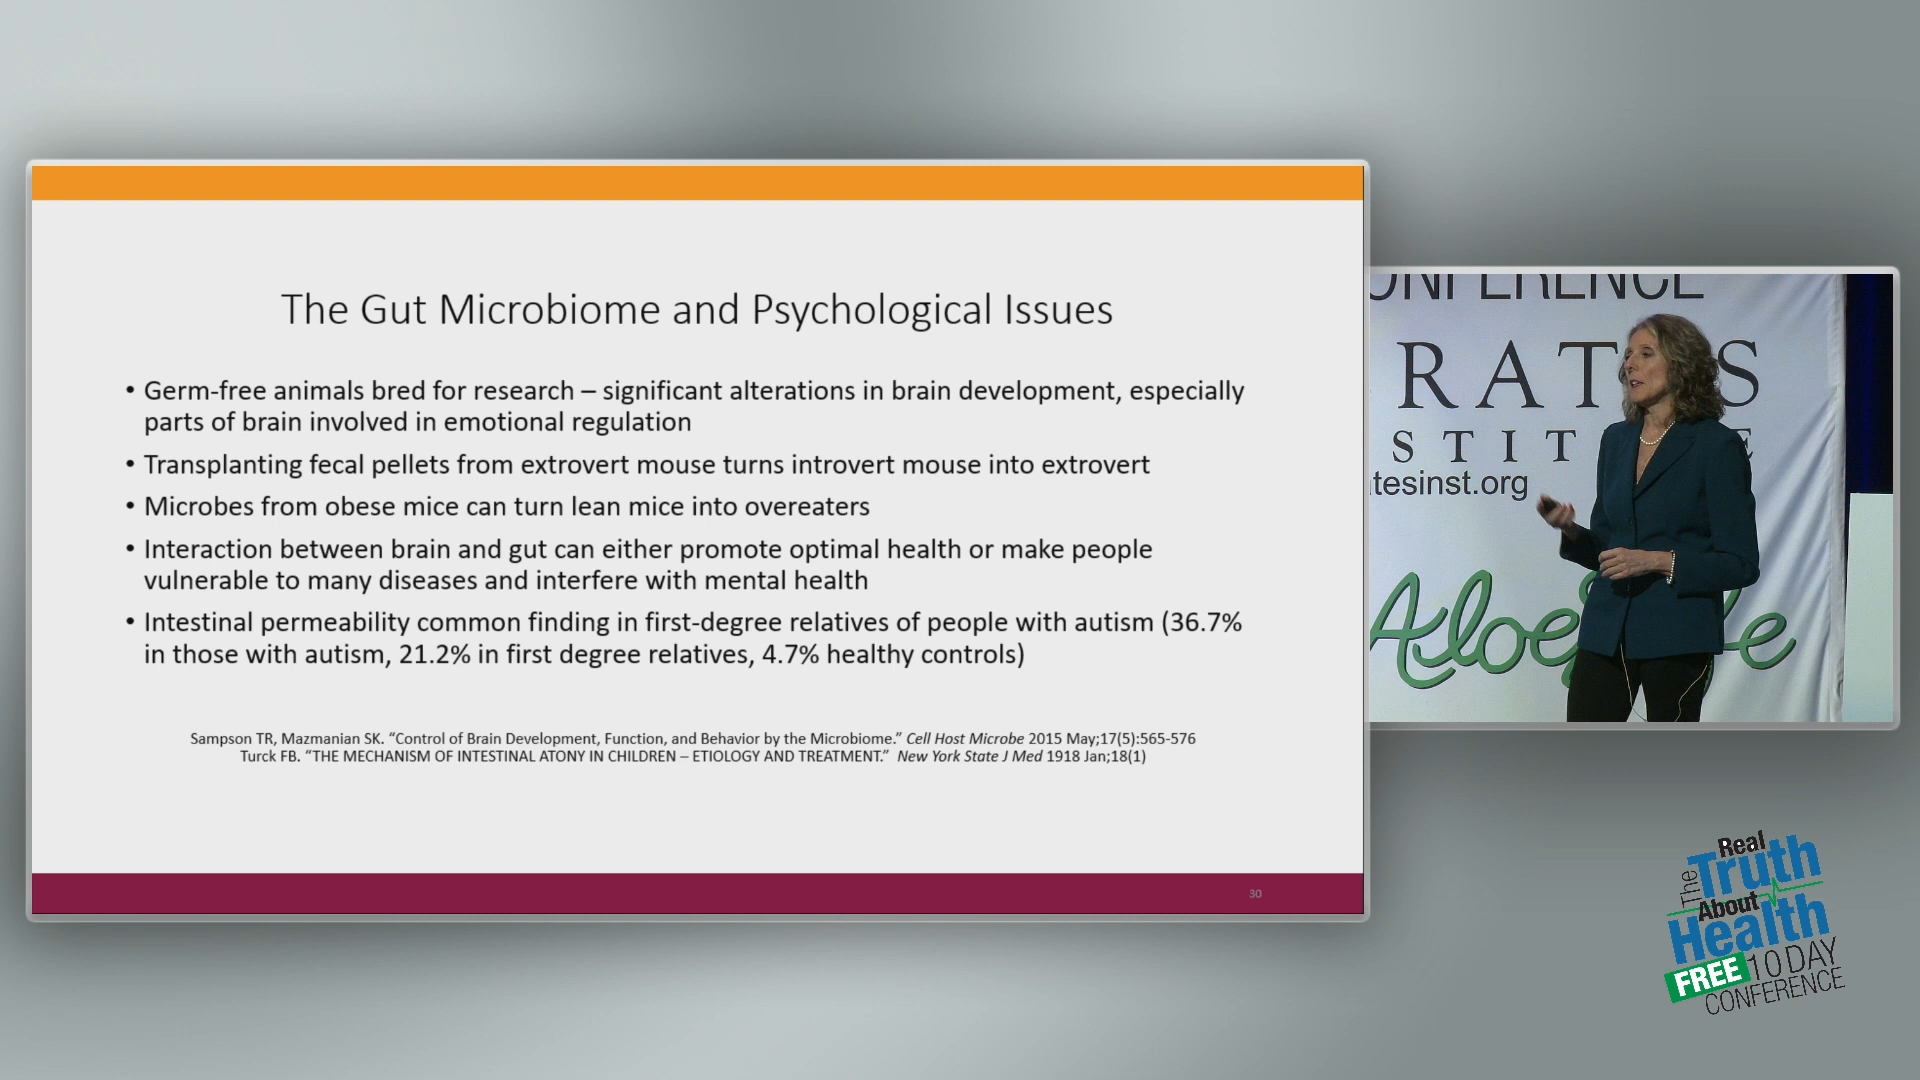 The Gut Microbiome and Psychological Issues
• Germ-free animals bred for research – significant alterations in brain development, especially
parts of brain involved in emotional regulation
• Transplanting fecal pellets from extrovert mouse turns introvert mouse into extrovert
• Microbes from obese mice can turn lean mice into overeaters
• Interaction between brain and gut can either promote optimal health or make people
vulnerable to many diseases and interfere with mental health
• Intestinal permeability common finding in first-degree relatives of people with autism (36.7%
in those with autism, 21.2% in first degree relatives, 4.7% healthy controls)
Sampson TR, Mazmanian SK. “Control of Brain Development, Function, and Behavior by the Microbiome.” Cell Host Microbe 2015 May;17(5):565-576
Turck FB. “THE MECHANISM OF INTESTINAL ATONY IN CHILDREN – ETIOLOGY AND TREATMENT.” New York State J Med 1918 Jan;18(1)
30
ONFERENCE
RAT S
STIT E
tesinst.org
Aloe e
The Real
Truth
About
Health
FREE 10 DAY
CONFERENCE